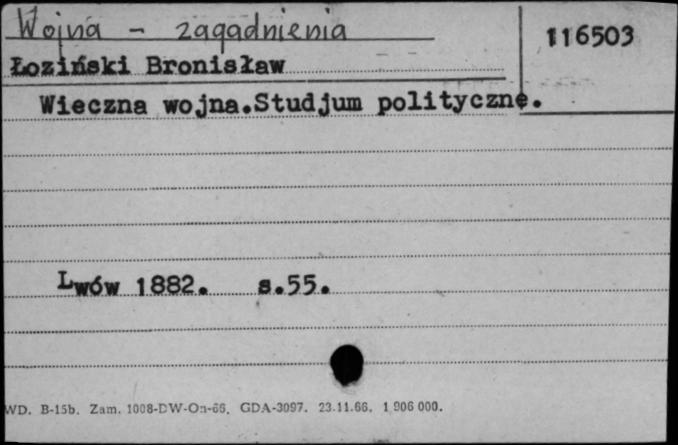 Wojna - zagadnienia
116503
Łoziński Bronisław
Wieczna wojna.Studjum polityczne.
Lwów 1882. s.55.
WD. B-15b. Zam. 1008-DW-On-66. GDA-3097. 23.11.66. 1 906 000.